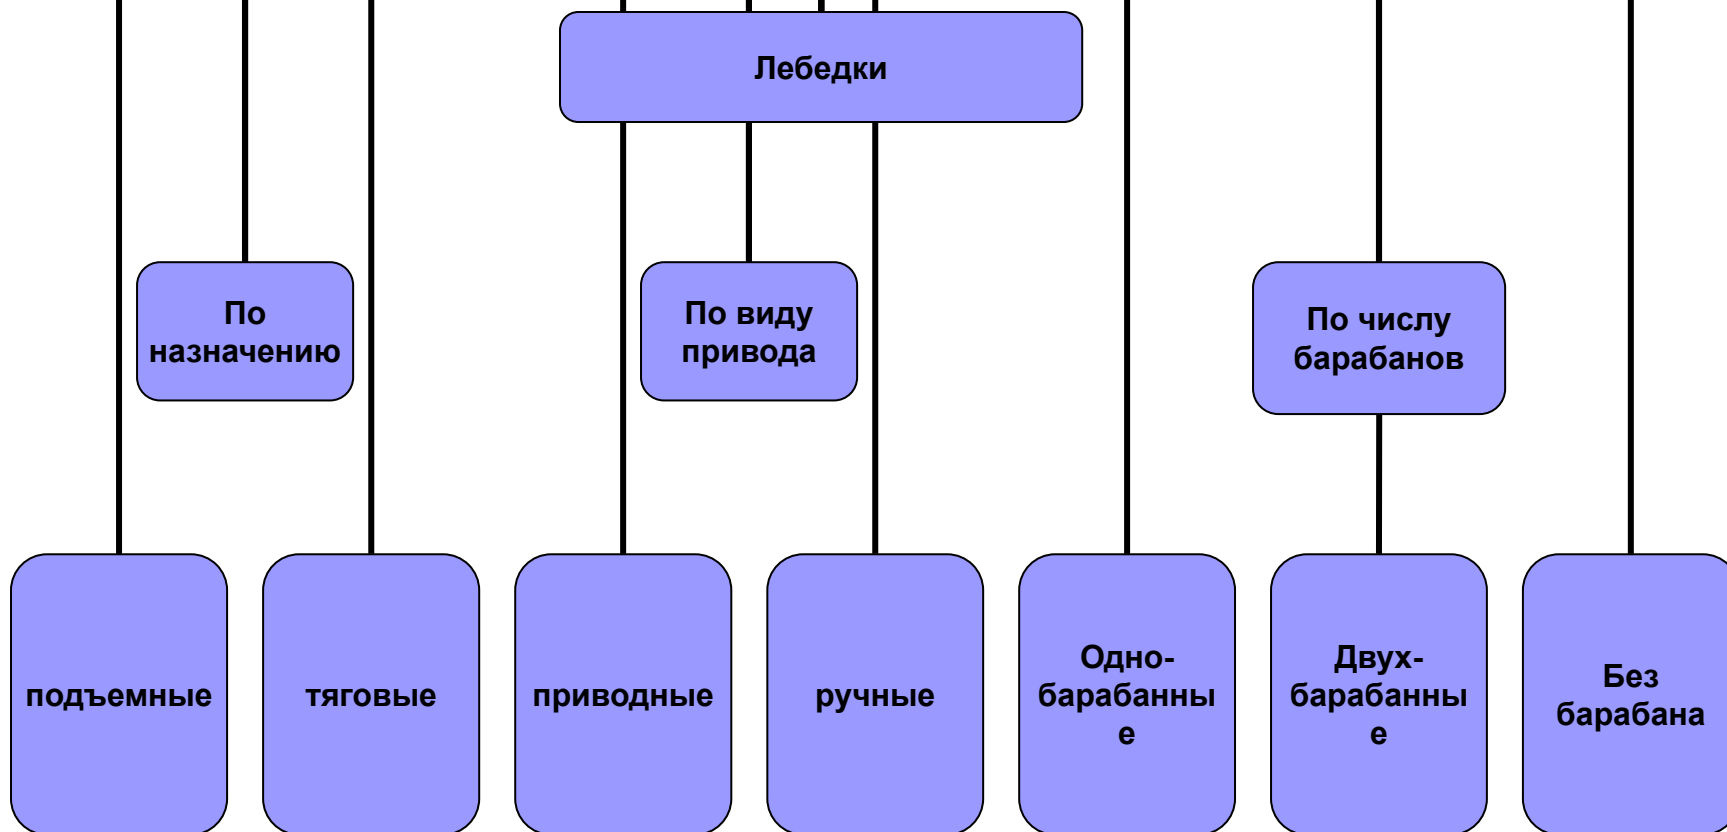 Лебедки
По
назначению
По виду
привода
По числу
барабанов
подъемные
тяговые
приводные
ручные
Одно-
барабанны
е
Двух-
барабанны
е
Без
барабана